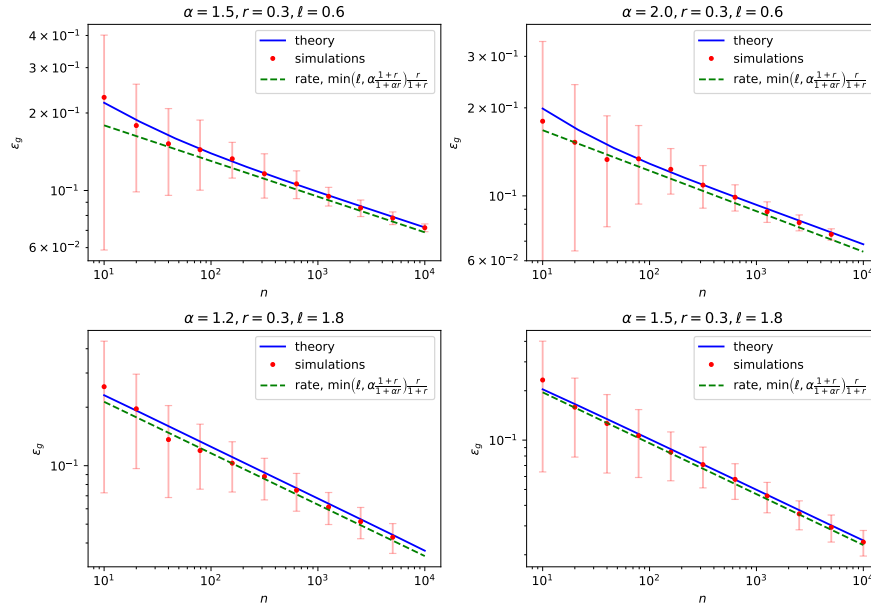 α = 1.5, r = 0.3, ℓ = 0.6
4 × 10⁻¹
3 × 10⁻¹
2 × 10⁻¹
10⁻¹
6 × 10⁻²
ε_g
theory
simulations
rate, min(ℓ, α (1+r)/(1+αr)) r/(1+r)
10¹ 10² 10³ 10⁴
n
α = 2.0, r = 0.3, ℓ = 0.6
3 × 10⁻¹
2 × 10⁻¹
10⁻¹
6 × 10⁻²
ε_g
theory
simulations
rate, min(ℓ, α (1+r)/(1+αr)) r/(1+r)
10¹ 10² 10³ 10⁴
n
α = 1.2, r = 0.3, ℓ = 1.8
10⁻¹
ε_g
theory
simulations
rate, min(ℓ, α (1+r)/(1+αr)) r/(1+r)
10¹ 10² 10³ 10⁴
n
α = 1.5, r = 0.3, ℓ = 1.8
10⁻¹
ε_g
theory
simulations
rate, min(ℓ, α (1+r)/(1+αr)) r/(1+r)
10¹ 10² 10³ 10⁴
n